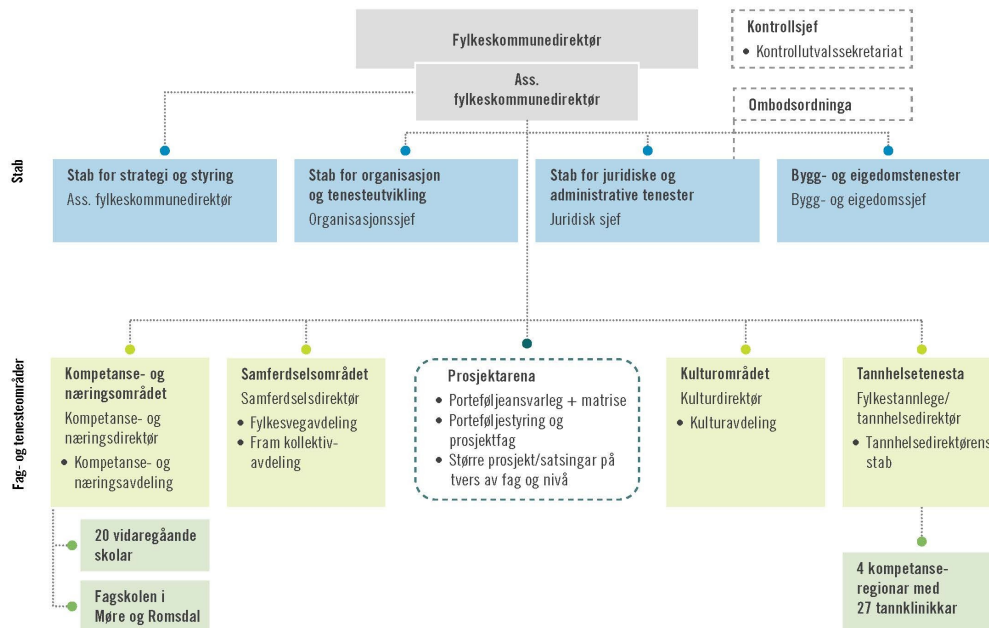 Fylkeskommunedirektør
Ass.
fylkeskommunedirektør
Kontrollsjef
• Kontrollutvalssekretariat
Ombodsordninga
Stab
Stab for strategi og styring
Ass. fylkeskommunedirektør
Stab for organisasjon
og tenesteutvikling
Organisasjonssjef
Stab for juridiske og
administrative tenester
Juridisk sjef
Bygg- og eigedomstenester
Bygg- og eigedomssjef
Fag- og tenesteområder
Kompetanse- og
næringsområdet
Kompetanse- og
næringsdirektør
• Kompetanse- og
næringsavdeling
20 vidaregåande
skolar
Fagskolen i
Møre og Romsdal
Samferdselsområdet
Samferdselsdirektør
• Fylkesvegavdeling
• Fram kollektiv-
avdeling
Prosjektarena
• Porteføljeansvarleg + matrise
• Porteføljestyring og
prosjektfag
• Større prosjekt/satsingar på
tvers av fag og nivå
Kulturområdet
Kulturdirektør
• Kulturavdeling
Tannhelsetenesta
Fylkestannlege/
tannhelsedirektør
• Tannhelsedirektørens
stab
4 kompetanse-
regionar med
27 tannklinikkar